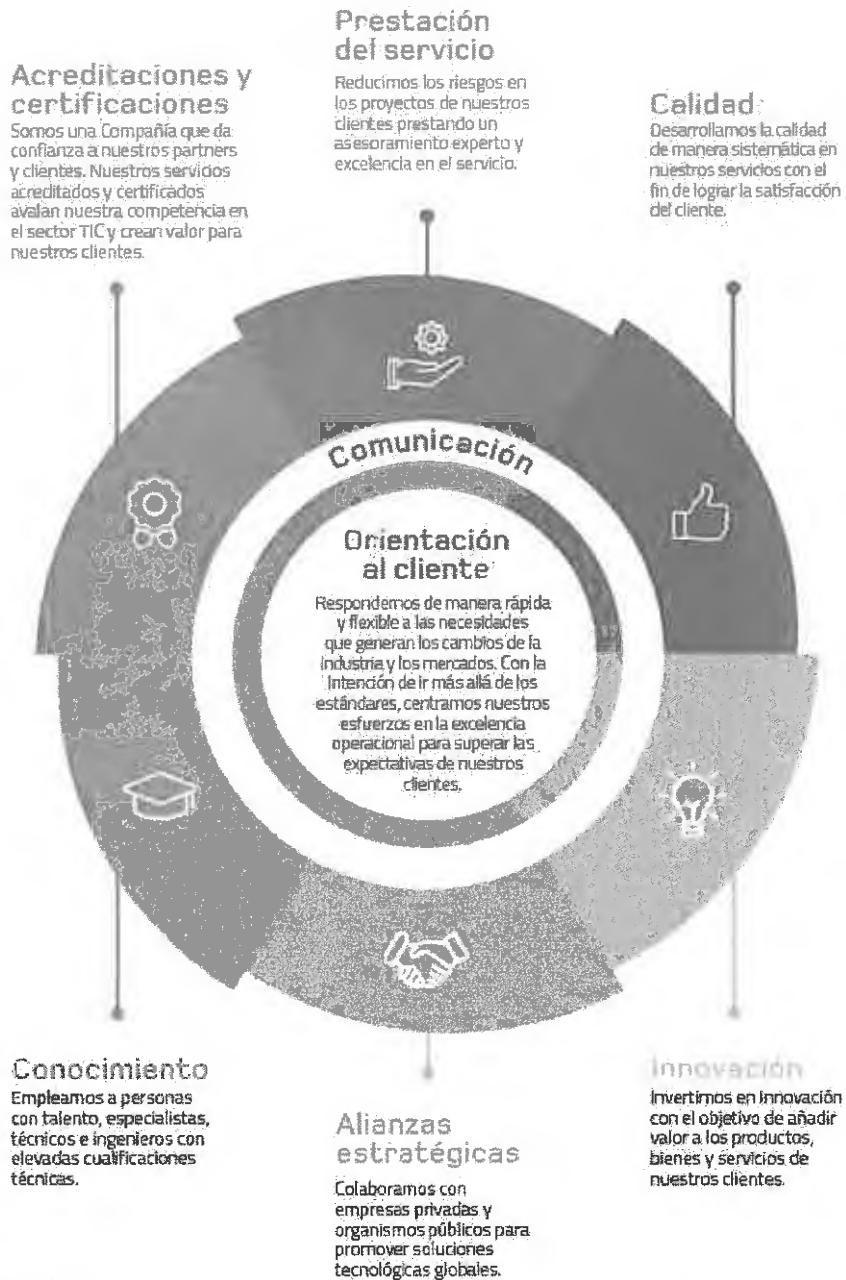 Prestación
del servicio
Reducimos los riesgos en
los proyectos de nuestros
clientes prestando un
asesoramiento experto y
excelencia en el servicio.
Acreditaciones y
certificaciones
Somos una Compañía que da
confianza a nuestros partners
y clientes. Nuestros servicios
acreditados y certificados
avalan nuestra competencia en
el sector TIC y crean valor para
nuestros clientes.
Calidad
Desarrollamos la calidad
de manera sistemática en
nuestros servicios con el
fin de lograr la satisfacción
del cliente.
Comunicación
Orientación
al cliente
Respondemos de manera rápida
y flexible a las necesidades
que generan los cambios de la
industria y los mercados. Con la
intención de ir más allá de los
estándares, centramos nuestros
esfuerzos en la excelencia
operacional para superar las
expectativas de nuestros
clientes.
Conocimiento
Empleamos a personas
con talento, especialistas,
técnicos e ingenieros con
elevadas cualificaciones
técnicas.
Alianzas
estratégicas
Colaboramos con
empresas privadas y
organismos públicos para
promover soluciones
tecnológicas globales.
Innovación
Invertimos en innovación
con el objetivo de añadir
valor a los productos,
bienes y servicios de
nuestros clientes.